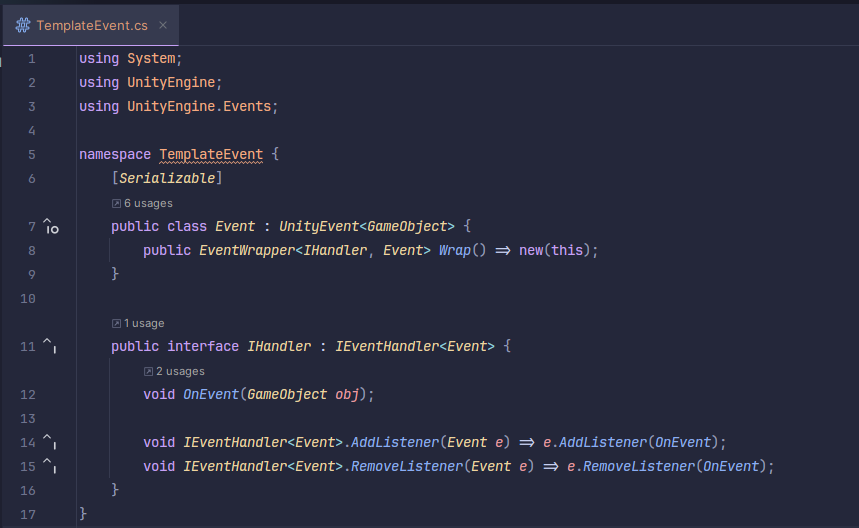 TemplateEvent.cs ×
1 using System;
2 using UnityEngine;
3 using UnityEngine.Events;
4
5 namespace TemplateEvent {
6 [Serializable]
6 usages
7 public class Event : UnityEvent<GameObject> {
8 public EventWrapper<IHandler, Event> Wrap() => new(this);
9 }
10
1 usage
11 public interface IHandler : IEventHandler<Event> {
2 usages
12 void OnEvent(GameObject obj);
13
14 void IEventHandler<Event>.AddListener(Event e) => e.AddListener(OnEvent);
15 void IEventHandler<Event>.RemoveListener(Event e) => e.RemoveListener(OnEvent);
16 }
17 }